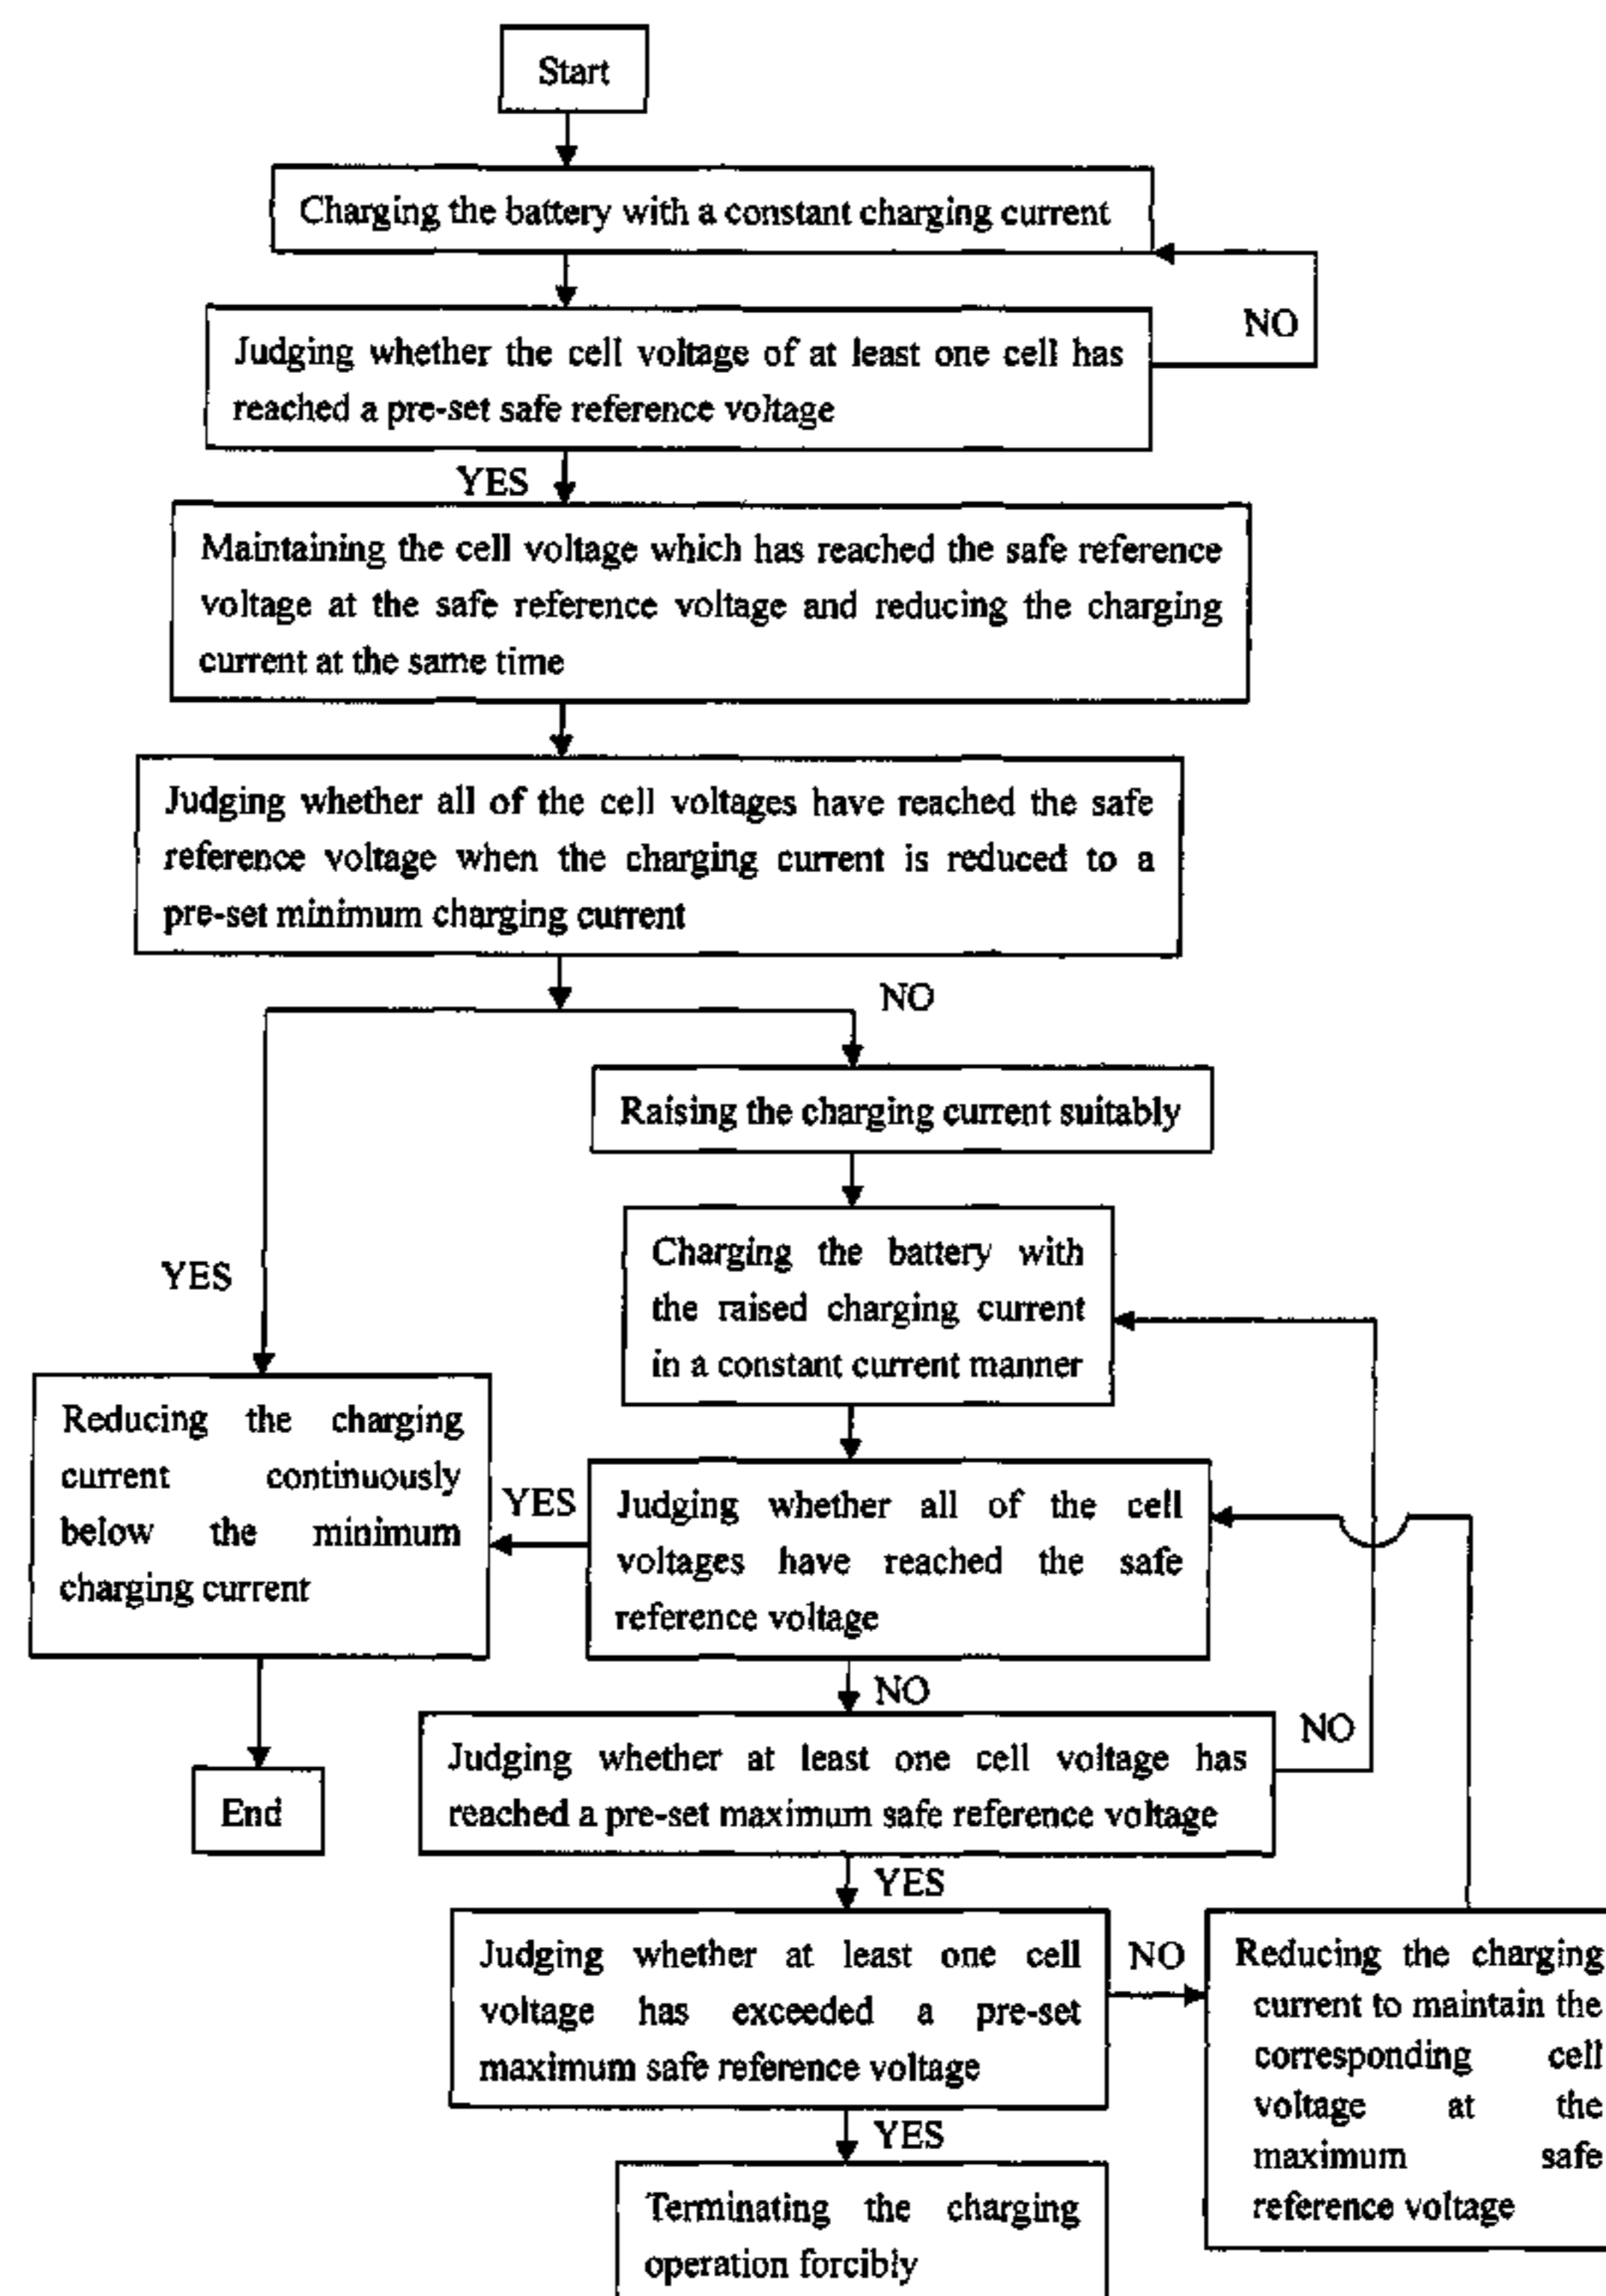 Start
Charging the battery with a constant charging current
NO
Judging whether the cell voltage of at least one cell has
reached a pre-set safe reference voltage
YES
Maintaining the cell voltage which has reached the safe reference
voltage at the safe reference voltage and reducing the charging
current at the same time
Judging whether all of the cell voltages have reached the safe
reference voltage when the charging current is reduced to a
pre-set minimum charging current
NO
Raising the charging current suitably
YES
Charging the battery with
the raised charging current
in a constant current manner
Reducing the charging
current continuously
below the minimum
charging current
YES
Judging whether all of the cell
voltages have reached the safe
reference voltage
NO
End
Judging whether at least one cell voltage has
reached a pre-set maximum safe reference voltage
NO
YES
Judging whether at least one cell
voltage has exceeded a pre-set
maximum safe reference voltage
NO
Reducing the charging
current to maintain the
corresponding cell
voltage at the
maximum safe
reference voltage
YES
Terminating the charging
operation forcibly